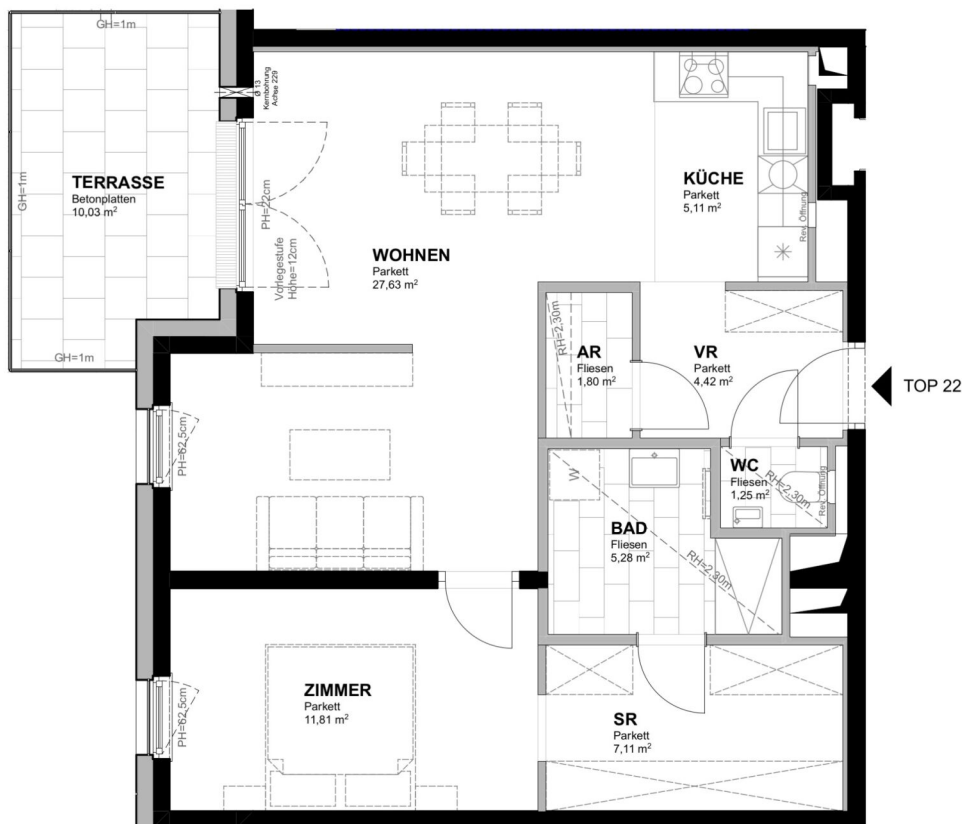 GH=1m
TERRASSE
Betonplatten
10,03 m²
GH=1m
GH=1m
Ø 13
Kernbohrung
Achse 229
PH=22cm
Vorlegestufe
Höhe=12cm
WOHNEN
Parkett
27,63 m²
KÜCHE
Parkett
5,11 m²
Rev. Öffnung
AR
Fliesen
1,80 m²
RH=2,30m
VR
Parkett
4,42 m²
TOP 22
PH=62,5cm
W
BAD
Fliesen
5,28 m²
RH=2,30m
WC
Fliesen
1,25 m²
RH=2,30m
Rev. Öffnung
ZIMMER
Parkett
11,81 m²
PH=62,5cm
SR
Parkett
7,11 m²